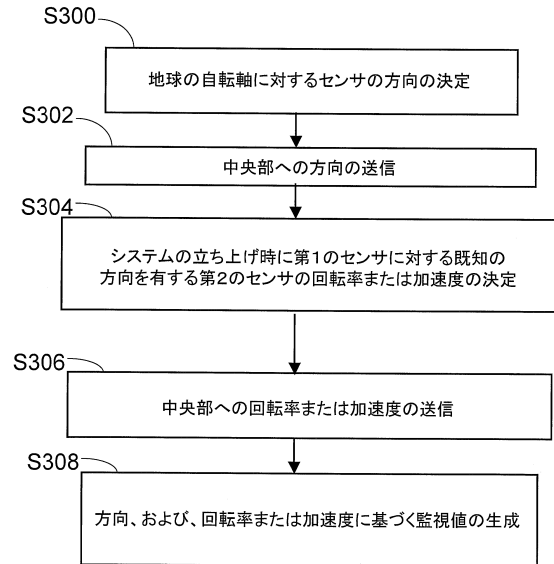 S300
地球の自転軸に対するセンサの方向の決定
S302
中央部への方向の送信
S304
システムの立ち上げ時に第1のセンサに対する既知の
方向を有する第2のセンサの回転率または加速度の決定
S306
中央部への回転率または加速度の送信
S308
方向、および、回転率または加速度に基づく監視値の生成